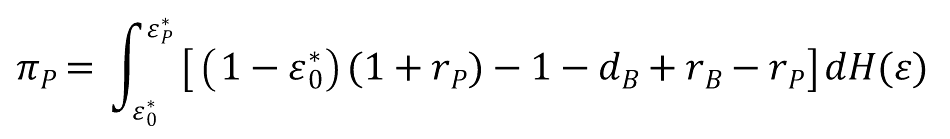 π_P = ∫_{ε_0^*}^{ε_P^*} [ ( 1 − ε_0^* ) (1 + r_P) − 1 − d_B + r_B − r_P ] dH(ε)